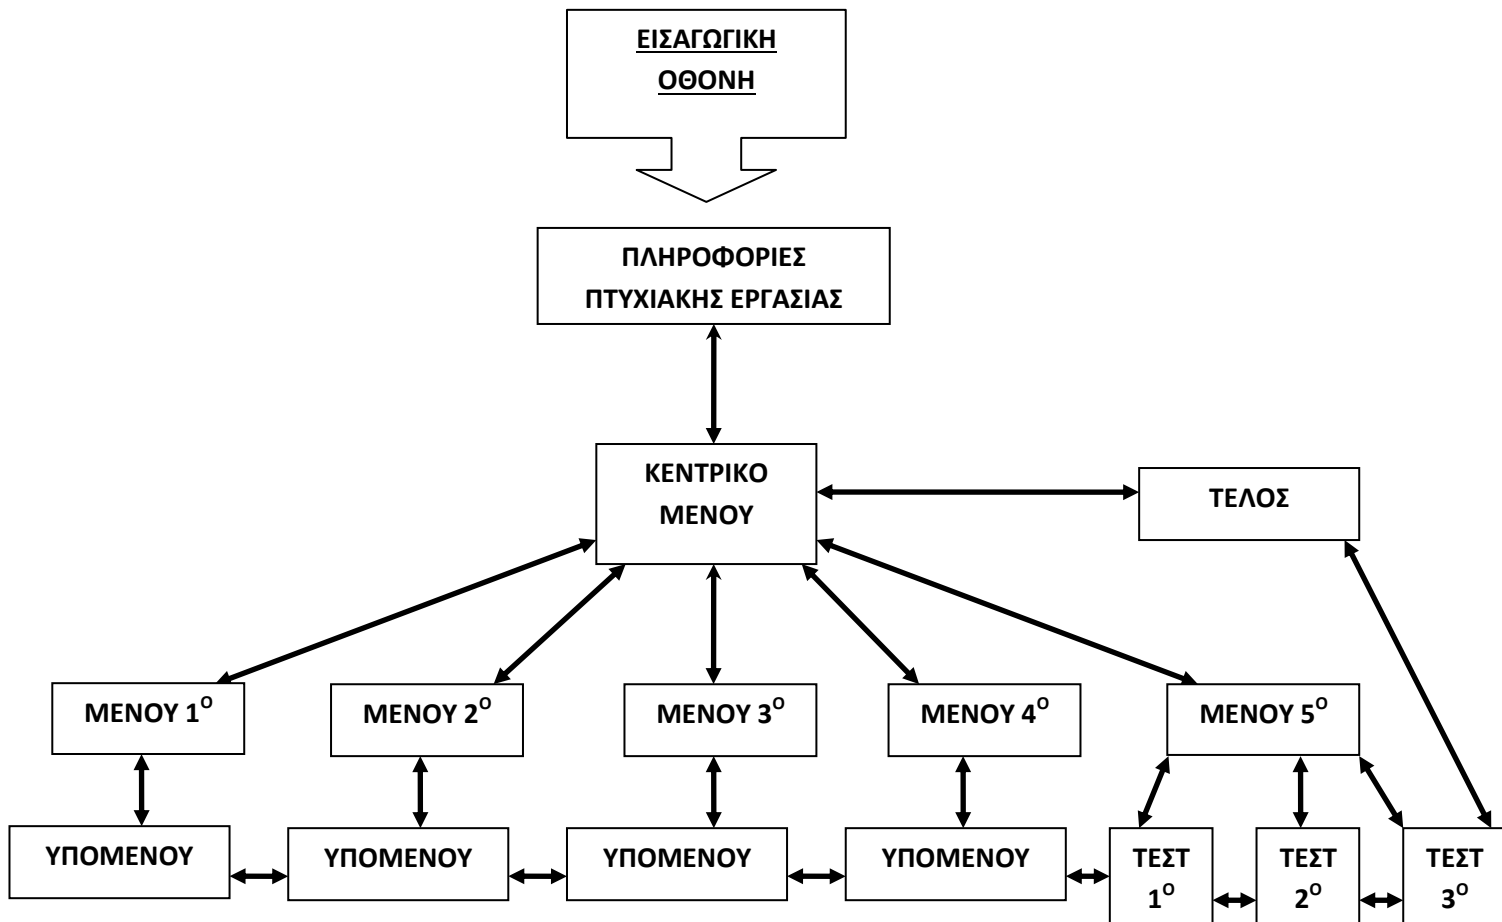 ΕΙΣΑΓΩΓΙΚΗ
ΟΘΟΝΗ
ΠΛΗΡΟΦΟΡΙΕΣ
ΠΤΥΧΙΑΚΗΣ ΕΡΓΑΣΙΑΣ
ΚΕΝΤΡΙΚΟ
ΜΕΝΟΥ
ΤΕΛΟΣ
ΜΕΝΟΥ 1Ο
ΜΕΝΟΥ 2Ο
ΜΕΝΟΥ 3Ο
ΜΕΝΟΥ 4Ο
ΜΕΝΟΥ 5Ο
ΥΠΟΜΕΝΟΥ
ΥΠΟΜΕΝΟΥ
ΥΠΟΜΕΝΟΥ
ΥΠΟΜΕΝΟΥ
ΤΕΣΤ
1Ο
ΤΕΣΤ
2Ο
ΤΕΣΤ
3Ο